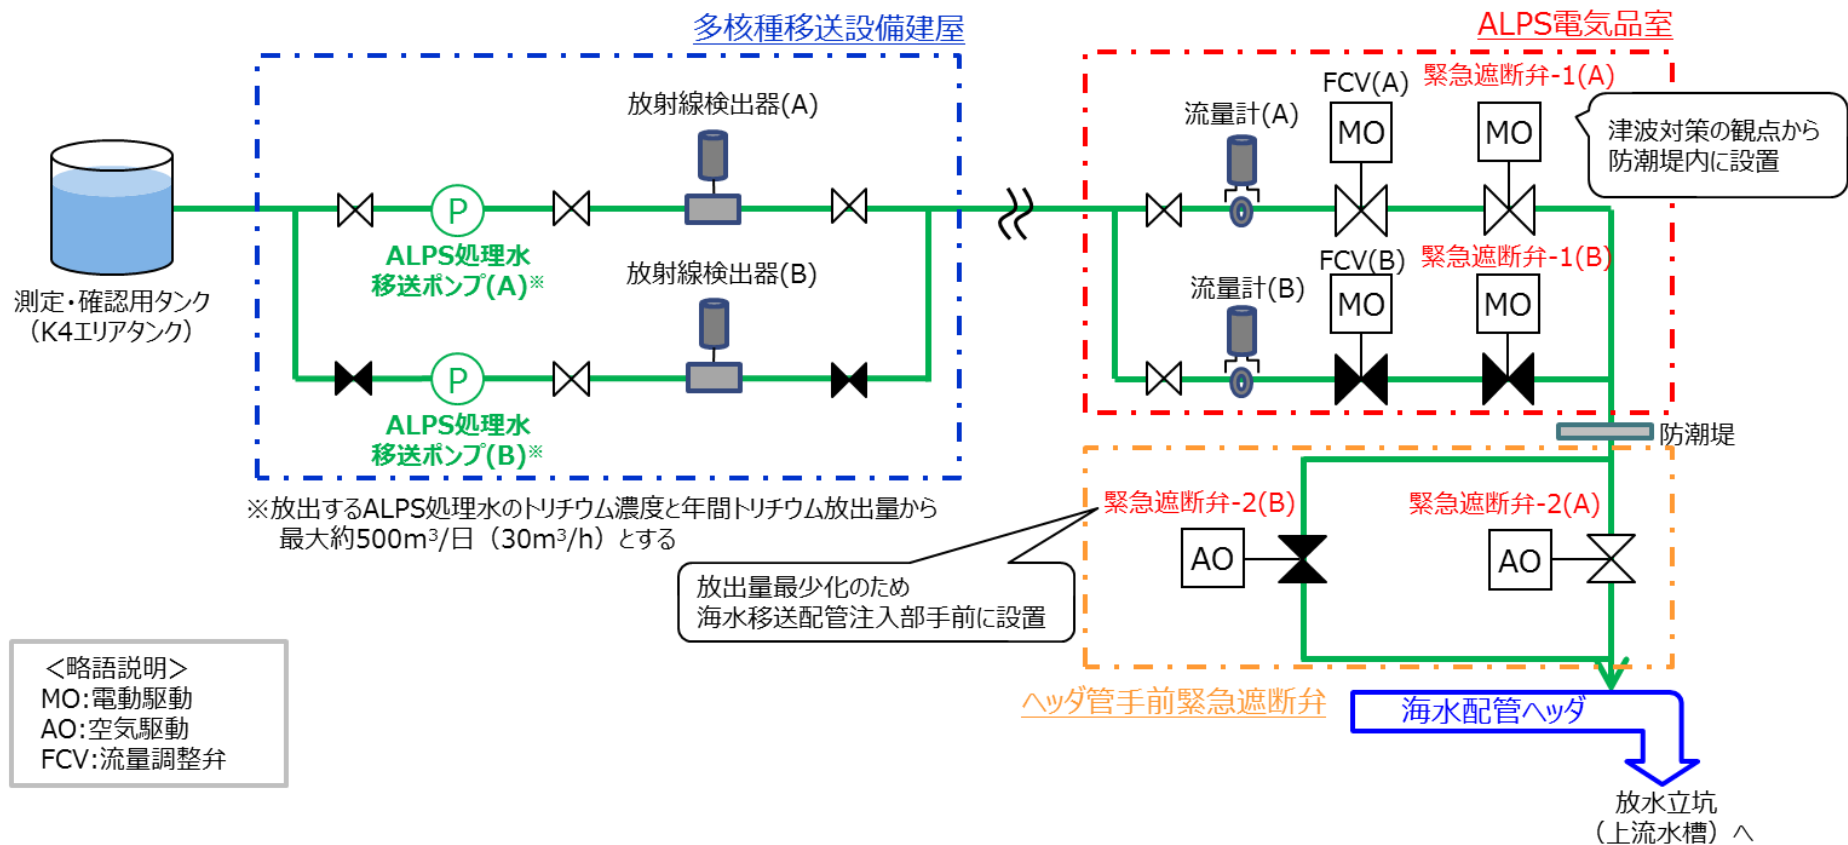 多核種移送設備建屋
ALPS電気品室
放射線検出器(A)
流量計(A)
FCV(A)
緊急遮断弁-1(A)
MO
MO
津波対策の観点から
防潮堤内に設置
P
ALPS処理水
移送ポンプ(A)※
測定・確認用タンク
（K4エリアタンク）
放射線検出器(B)
流量計(B)
FCV(B)
緊急遮断弁-1(B)
MO
MO
P
ALPS処理水
移送ポンプ(B)※
防潮堤
※放出するALPS処理水のトリチウム濃度と年間トリチウム放出量から
最大約500m³/日（30m³/h）とする
緊急遮断弁-2(B)
緊急遮断弁-2(A)
AO
AO
放出量最少化のため
海水移送配管注入部手前に設置
ヘッダ管手前緊急遮断弁
海水配管ヘッダ
放水立坑
（上流水槽）へ
＜略語説明＞
MO:電動駆動
AO:空気駆動
FCV:流量調整弁